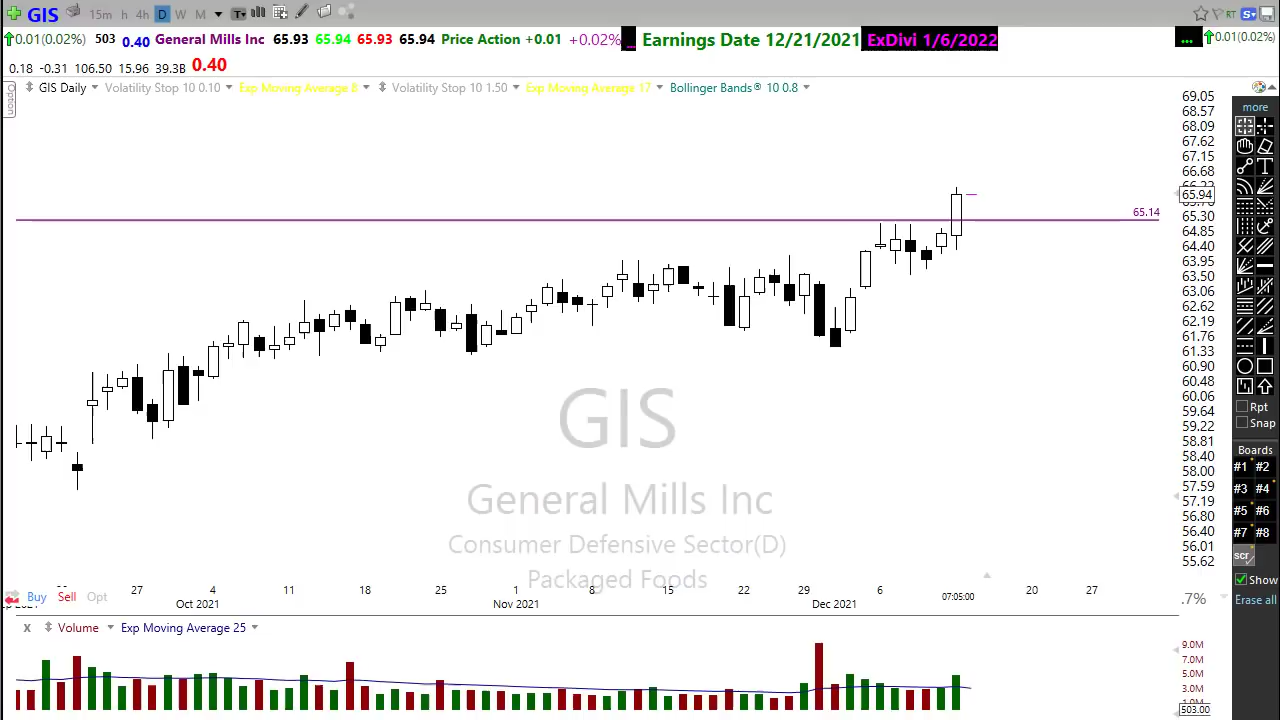 GIS 15m h 4h D W M T RT S
0.01(0.02%) 503 0.40 General Mills Inc 65.93 65.94 65.93 65.94 Price Action +0.01 +0.02% Earnings Date 12/21/2021 ExDivi 1/6/2022 ... 0.01(0.02%)
0.18 -0.31 106.50 15.96 39.3B 0.40
Option
GIS Daily Volatility Stop 10 0.10 Exp Moving Average 8 Volatility Stop 10 1.50 Exp Moving Average 17 Bollinger Bands® 10 0.8
69.05
68.57
68.09
67.62
67.15
66.68
65.94
65.30
64.85
64.40
63.95
63.50
63.06
62.62
62.19
61.76
61.33
60.90
60.48
60.06
59.64
59.22
58.81
58.40
58.00
57.59
57.19
56.80
56.40
56.01
55.62
65.14
more
Rpt
Snap
Boards
#1 #2
#3 #4
#5 #6
#7 #8
scr
Show
Erase all
GIS
General Mills Inc
Consumer Defensive Sector(D)
Packaged Foods
27 4 11 18 25 1 8 15 22 29 6 07:05:00 20 27
Oct 2021 Nov 2021 Dec 2021
Buy Sell Opt
.7%
X Volume Exp Moving Average 25
9.0M
7.0M
5.0M
3.0M
503.00